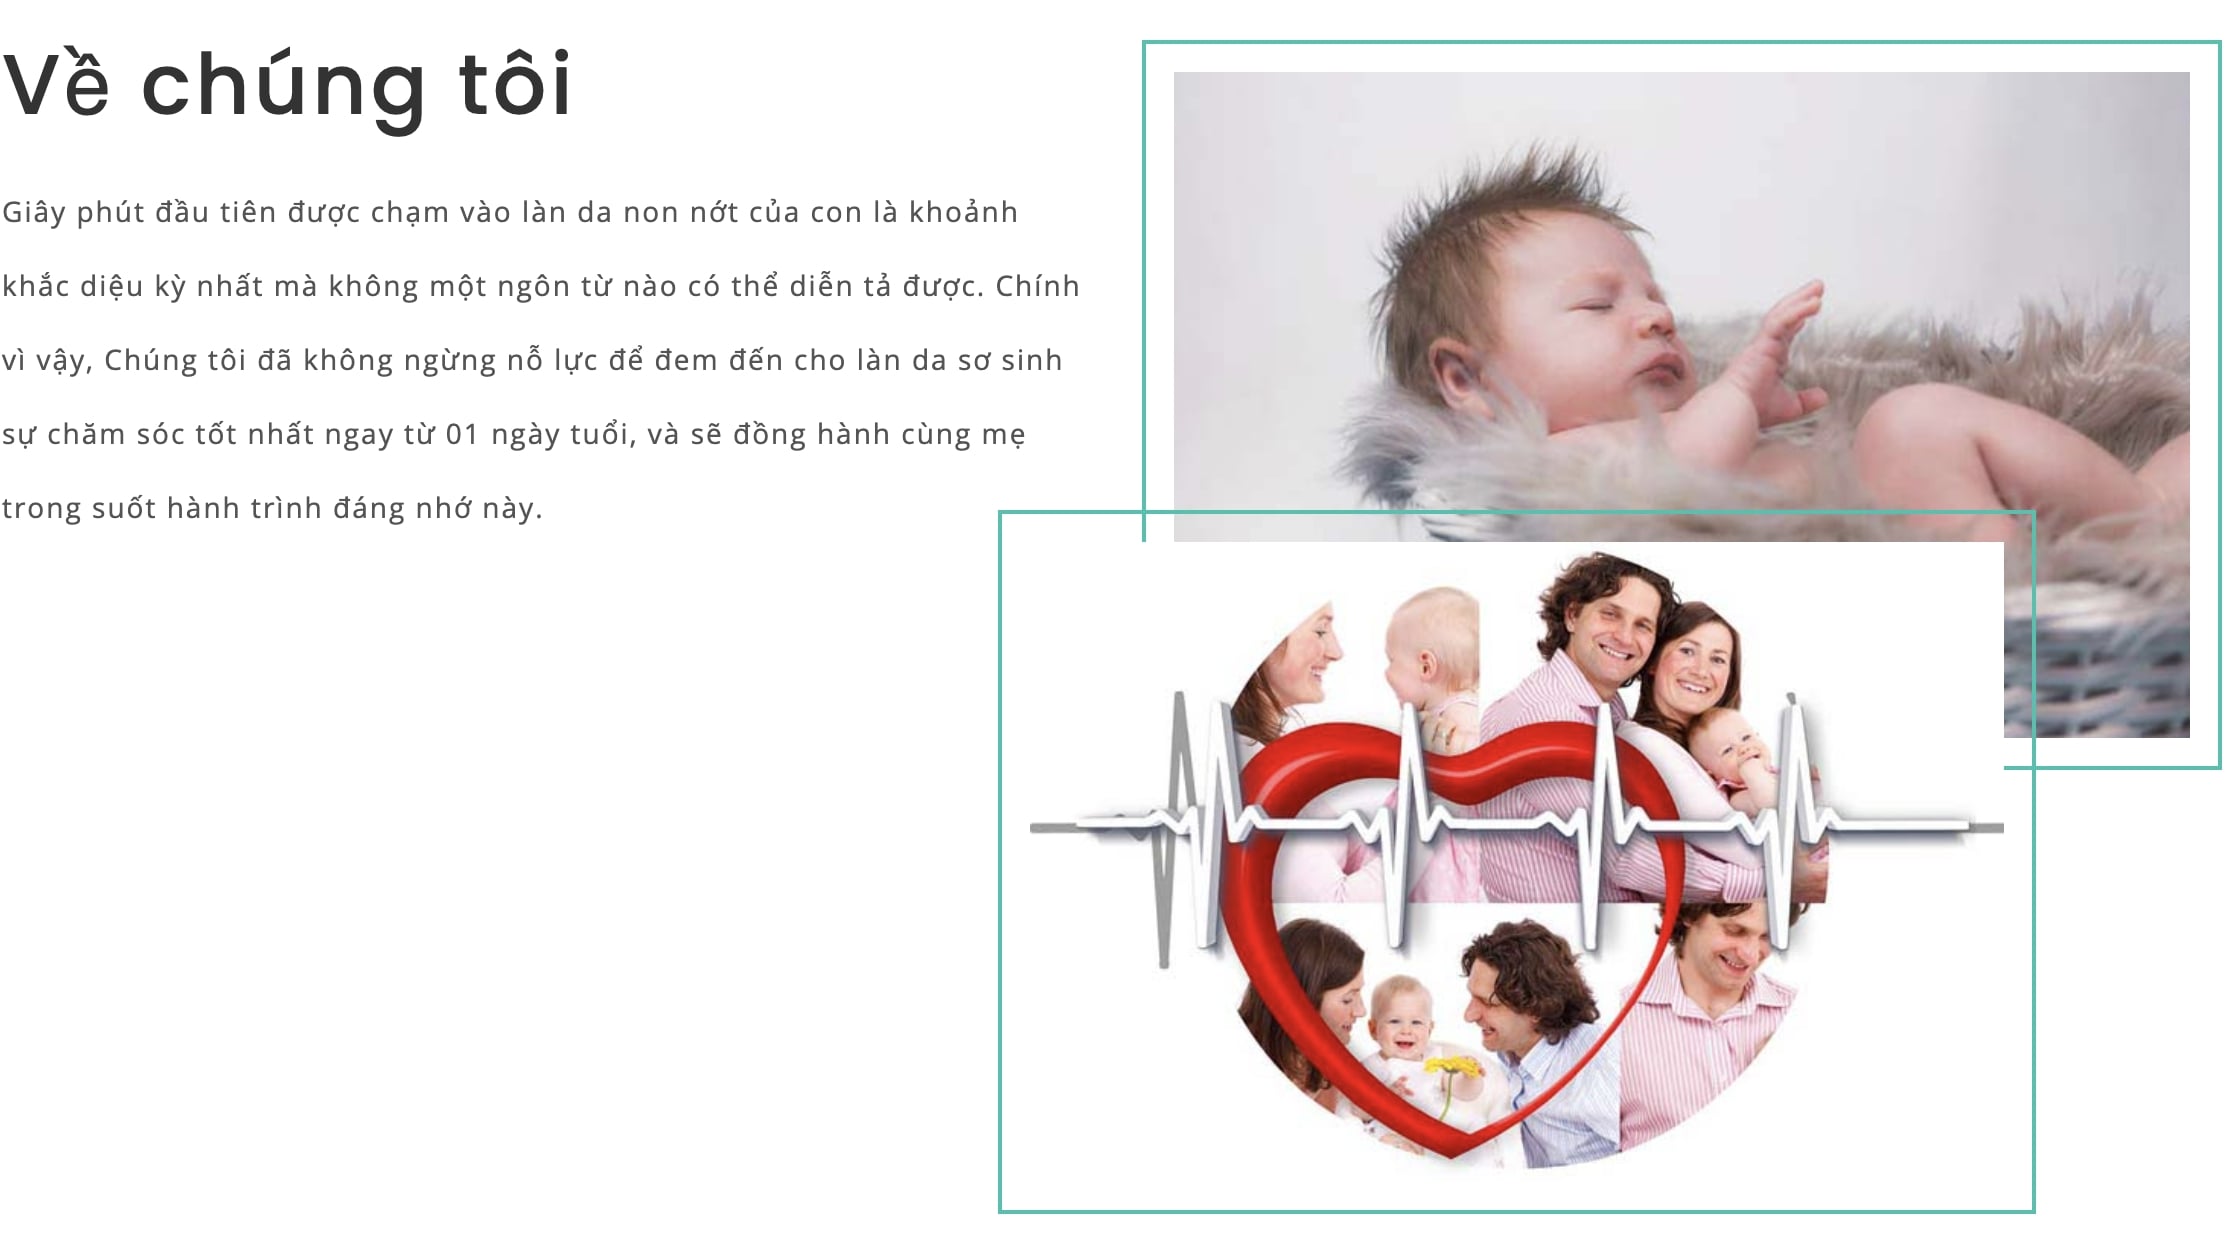 Về chúng tôi
Giây phút đầu tiên được chạm vào làn da non nớt của con là khoảnh
khắc diệu kỳ nhất mà không một ngôn từ nào có thể diễn tả được. Chính
vì vậy, Chúng tôi đã không ngừng nỗ lực để đem đến cho làn da sơ sinh
sự chăm sóc tốt nhất ngay từ 01 ngày tuổi, và sẽ đồng hành cùng mẹ
trong suốt hành trình đáng nhớ này.